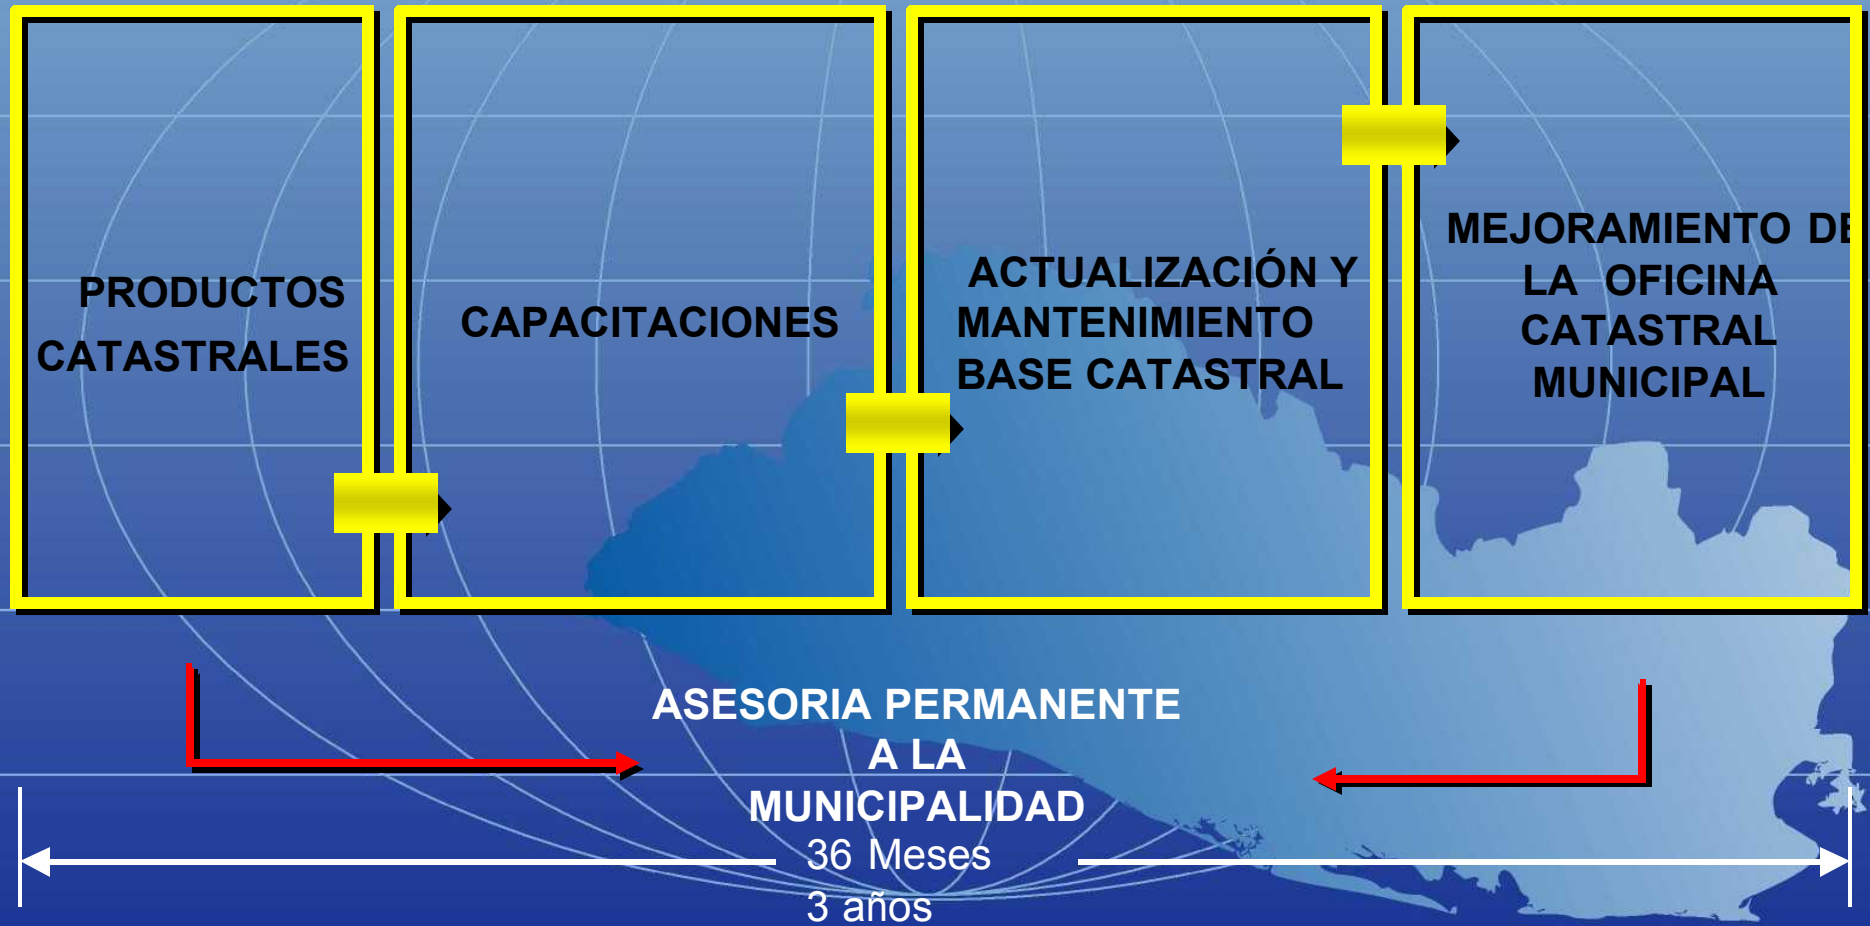 PRODUCTOS
CATASTRALES
CAPACITACIONES
ACTUALIZACIÓN Y
MANTENIMIENTO
BASE CATASTRAL
MEJORAMIENTO DE
LA OFICINA
CATASTRAL
MUNICIPAL
ASESORIA PERMANENTE
A LA
MUNICIPALIDAD
36 Meses
3 años